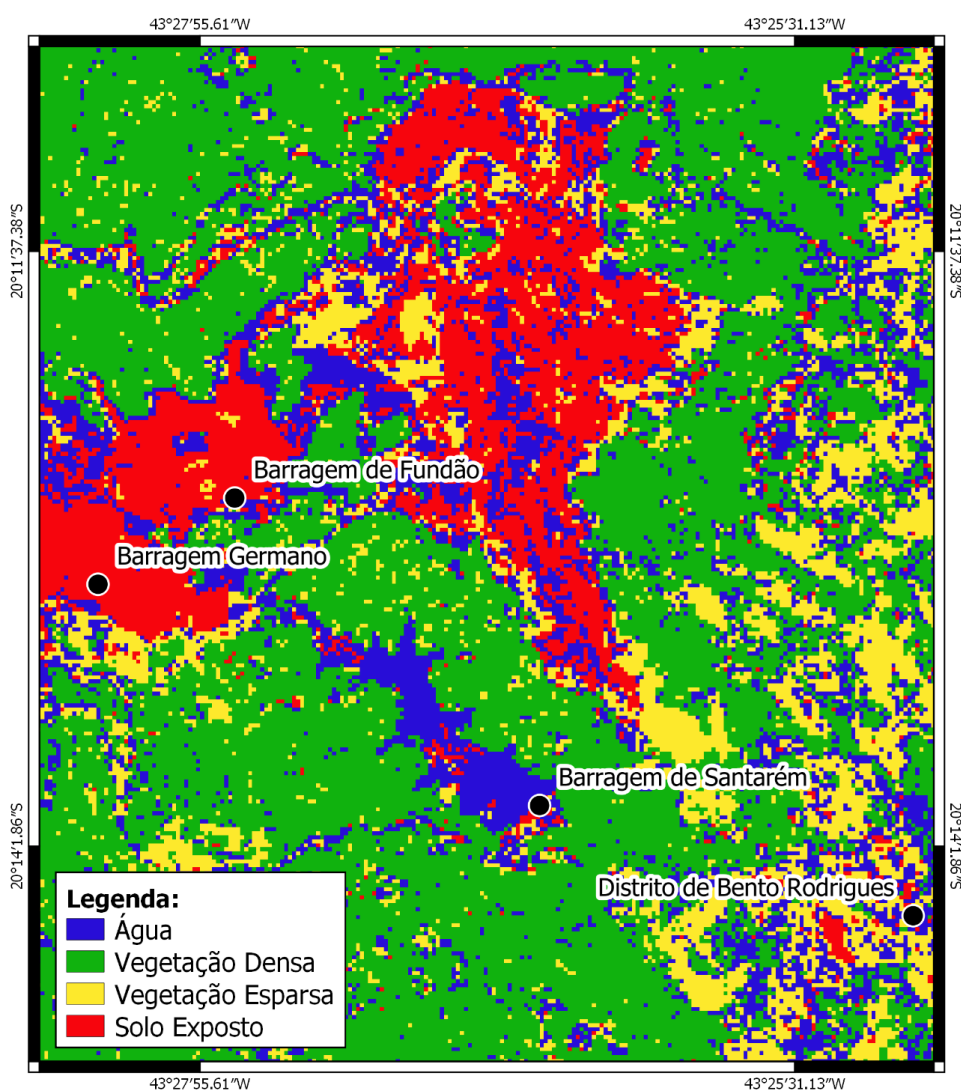 43°27′55.61″W
43°25′31.13″W
20°11′37.38″S
20°11′37.38″S
Barragem de Fundão
Barragem Germano
Barragem de Santarém
20°14′1.86″S
20°14′1.86″S
Distrito de Bento Rodrigues
Legenda:
Água
Vegetação Densa
Vegetação Esparsa
Solo Exposto
43°27′55.61″W
43°25′31.13″W